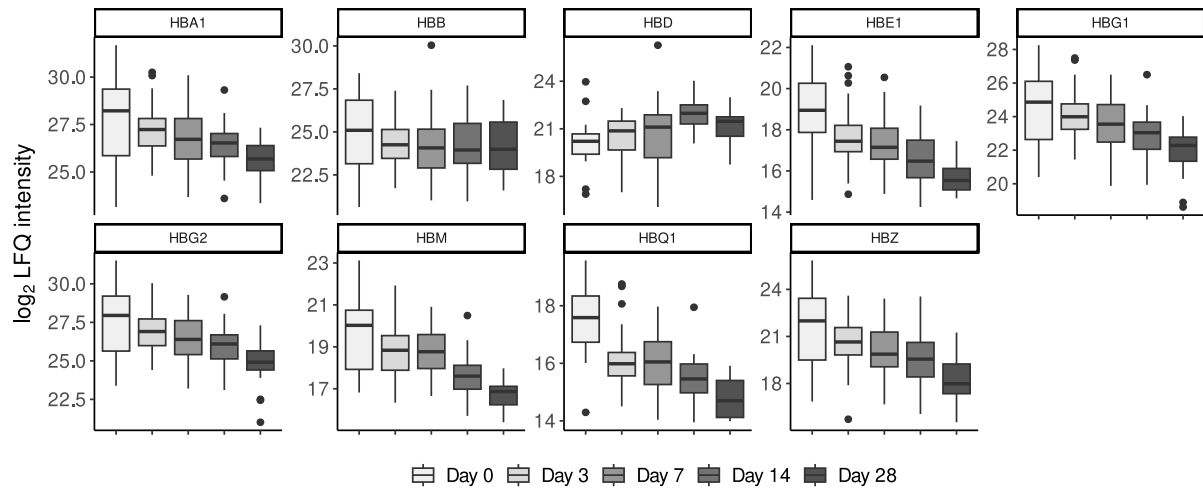 HBA1 HBB HBD HBE1 HBG1
30.0 27.5 25.0
30.0 27.5 25.0 22.5
24 21 18
22 20 18 16 14
28 26 24 22 20
HBG2 HBM HBQ1 HBZ
30.0 27.5 25.0 22.5
23 21 19 17
18 16 14
24 21 18
log₂ LFQ intensity
Day 0 Day 3 Day 7 Day 14 Day 28